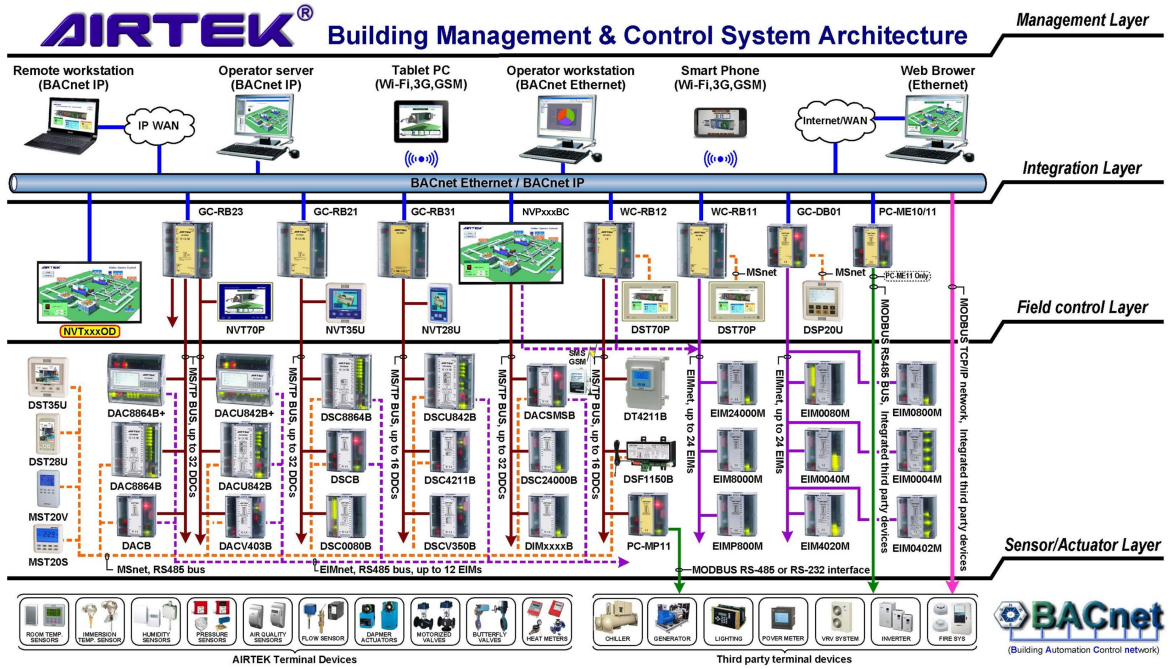 AIRTEK®
Building Management & Control System Architecture
Management Layer
Remote workstation
(BACnet IP)
Operator server
(BACnet IP)
Tablet PC
(Wi-Fi,3G,GSM)
Operator workstation
(BACnet Ethernet)
Smart Phone
(Wi-Fi,3G,GSM)
Web Brower
(Ethernet)
IP WAN
Internet/WAN
Integration Layer
BACnet Ethernet / BACnet IP
GC-RB23
GC-RB21
GC-RB31
NVPxxxBC
WC-RB12
WC-RB11
GC-DB01
PC-ME10/11
AIRTEK
MSnet
MSnet
PC-ME11 Only
NVTxxxOD
NVT70P
NVT35U
NVT28U
DST70P
DST70P
DSP20U
Field control Layer
MS/TP BUS, up to 32 DDCs
MS/TP BUS, up to 32 DDCs
MS/TP BUS, up to 16 DDCs
MS/TP BUS, up to 32 DDCs
MS/TP BUS, up to 16 DDCs
EIMnet, up to 24 EIMs
EIMnet, up to 24 EIMs
MODBUS RS485 BUS, Integrated third party devices
MODBUS TCP/IP network, Integrated third party devices
SMS
GSM
DST35U
DAC8864B+
DACU842B+
DSC8864B
DSCU842B
DACSMSB
DT4211B
EIM24000M
EIM0080M
EIM0800M
DST28U
DAC8864B
DACU842B
DSCB
DSC4211B
DSC24000B
DSF1150B
EIM8000M
EIM0040M
EIM0004M
MST20V
MST20S
DACB
DACV403B
DSC0080B
DSCV350B
DIMxxxxB
PC-MP11
EIMP800M
EIM4020M
EIM0402M
Sensor/Actuator Layer
MSnet, RS485 bus
EIMnet, RS485 bus, up to 12 EIMs
MODBUS RS-485 or RS-232 interface
ROOM TEMP.
SENSORS
IMMERSION
TEMP. SENSOR
HUMIDITY
SENSORS
PRESSURE
SENSORS
AIR QUALITY
SENSORS
FLOW SENSOR
DAPMER
ACTUATORS
MOTORIZED
VALVES
BUTTERFLY
VALVES
HEAT METERS
CHILLER
GENERATOR
LIGHTING
POVER METER
VRV SYSTEM
INVERTER
FIRE SYS
AIRTEK Terminal Devices
Third party terminal devices
BACnet
(Building Automation Control network)